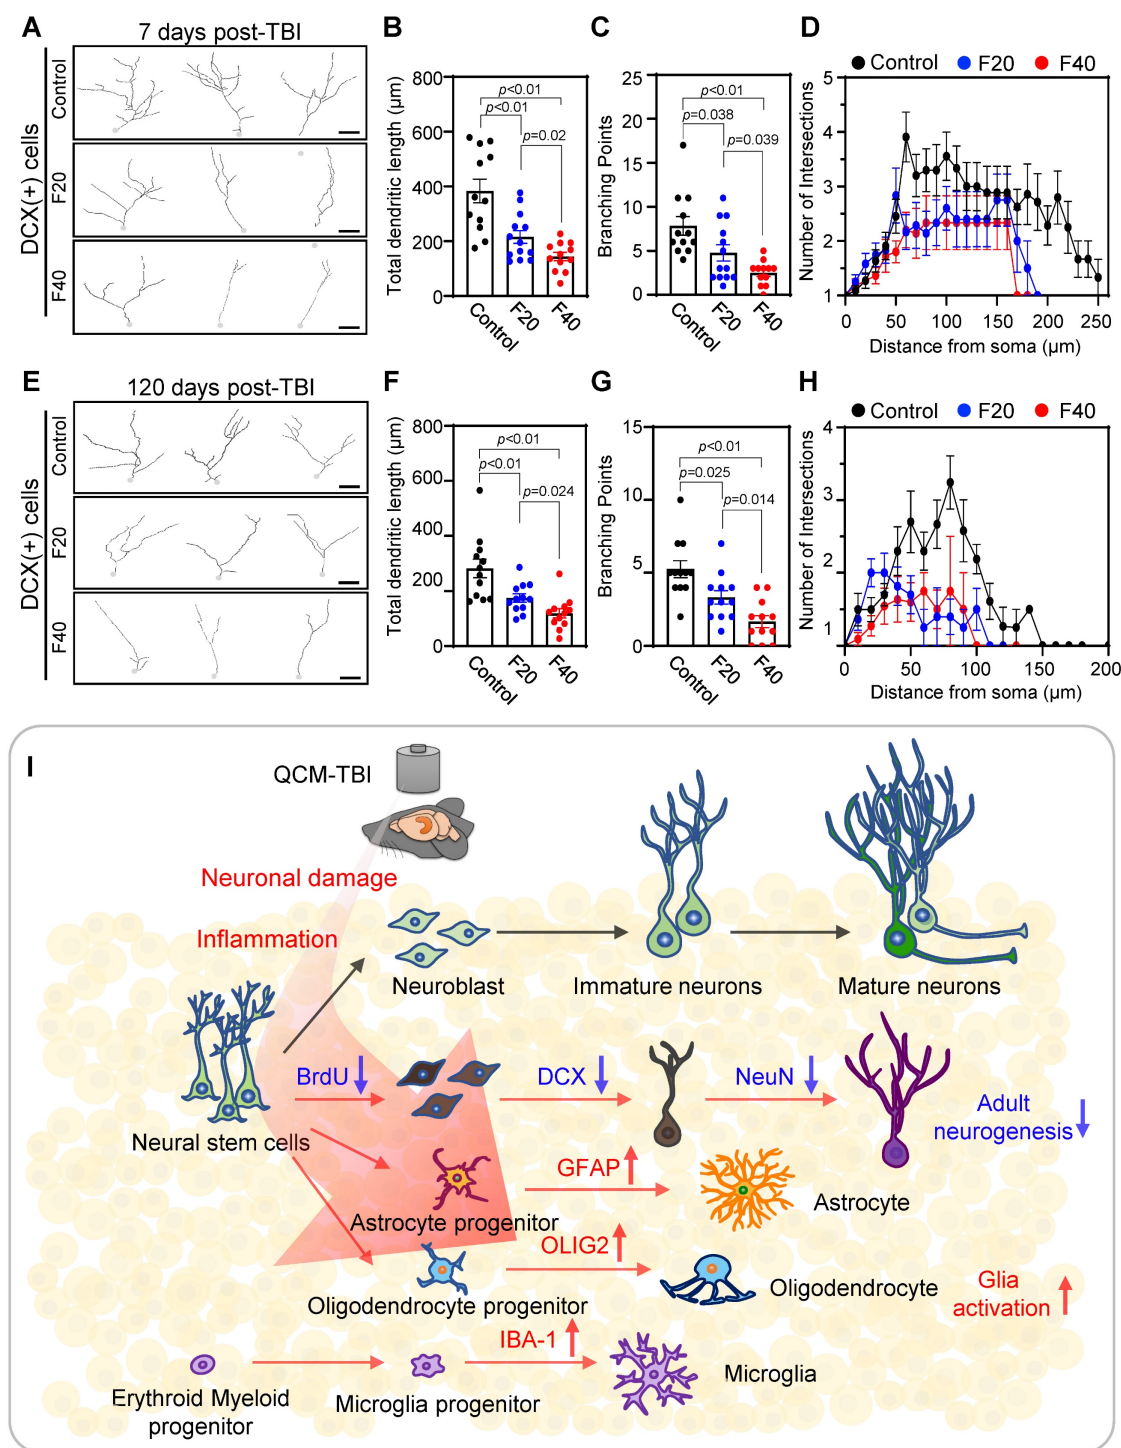 A
7 days post-TBI
DCX(+) cells
Control
F20
F40
B
Total dendritic length (µm)
800
600
400
200
0
p<0.01
p<0.01
p=0.02
Control
F20
F40
C
Branching Points
25
20
15
10
5
0
p<0.01
p=0.038
p=0.039
Control
F20
F40
D
Control F20 F40
Number of Intersections
5
4
3
2
1
0 50 100 150 200 250
Distance from soma (µm)
E
120 days post-TBI
DCX(+) cells
Control
F20
F40
F
Total dendritic length (µm)
800
600
400
200
0
p<0.01
p<0.01
p=0.024
Control
F20
F40
G
Branching Points
15
10
5
0
p<0.01
p=0.025
p=0.014
Control
F20
F40
H
Control F20 F40
Number of Intersections
4
3
2
1
0 50 100 150 200
Distance from soma (µm)
I
QCM-TBI
Neuronal damage
Inflammation
Neuroblast
Immature neurons
Mature neurons
BrdU
DCX
NeuN
Adult
neurogenesis
Neural stem cells
GFAP
Astrocyte progenitor
Astrocyte
OLIG2
Oligodendrocyte progenitor
Oligodendrocyte
Glia
activation
IBA-1
Erythroid Myeloid
progenitor
Microglia progenitor
Microglia